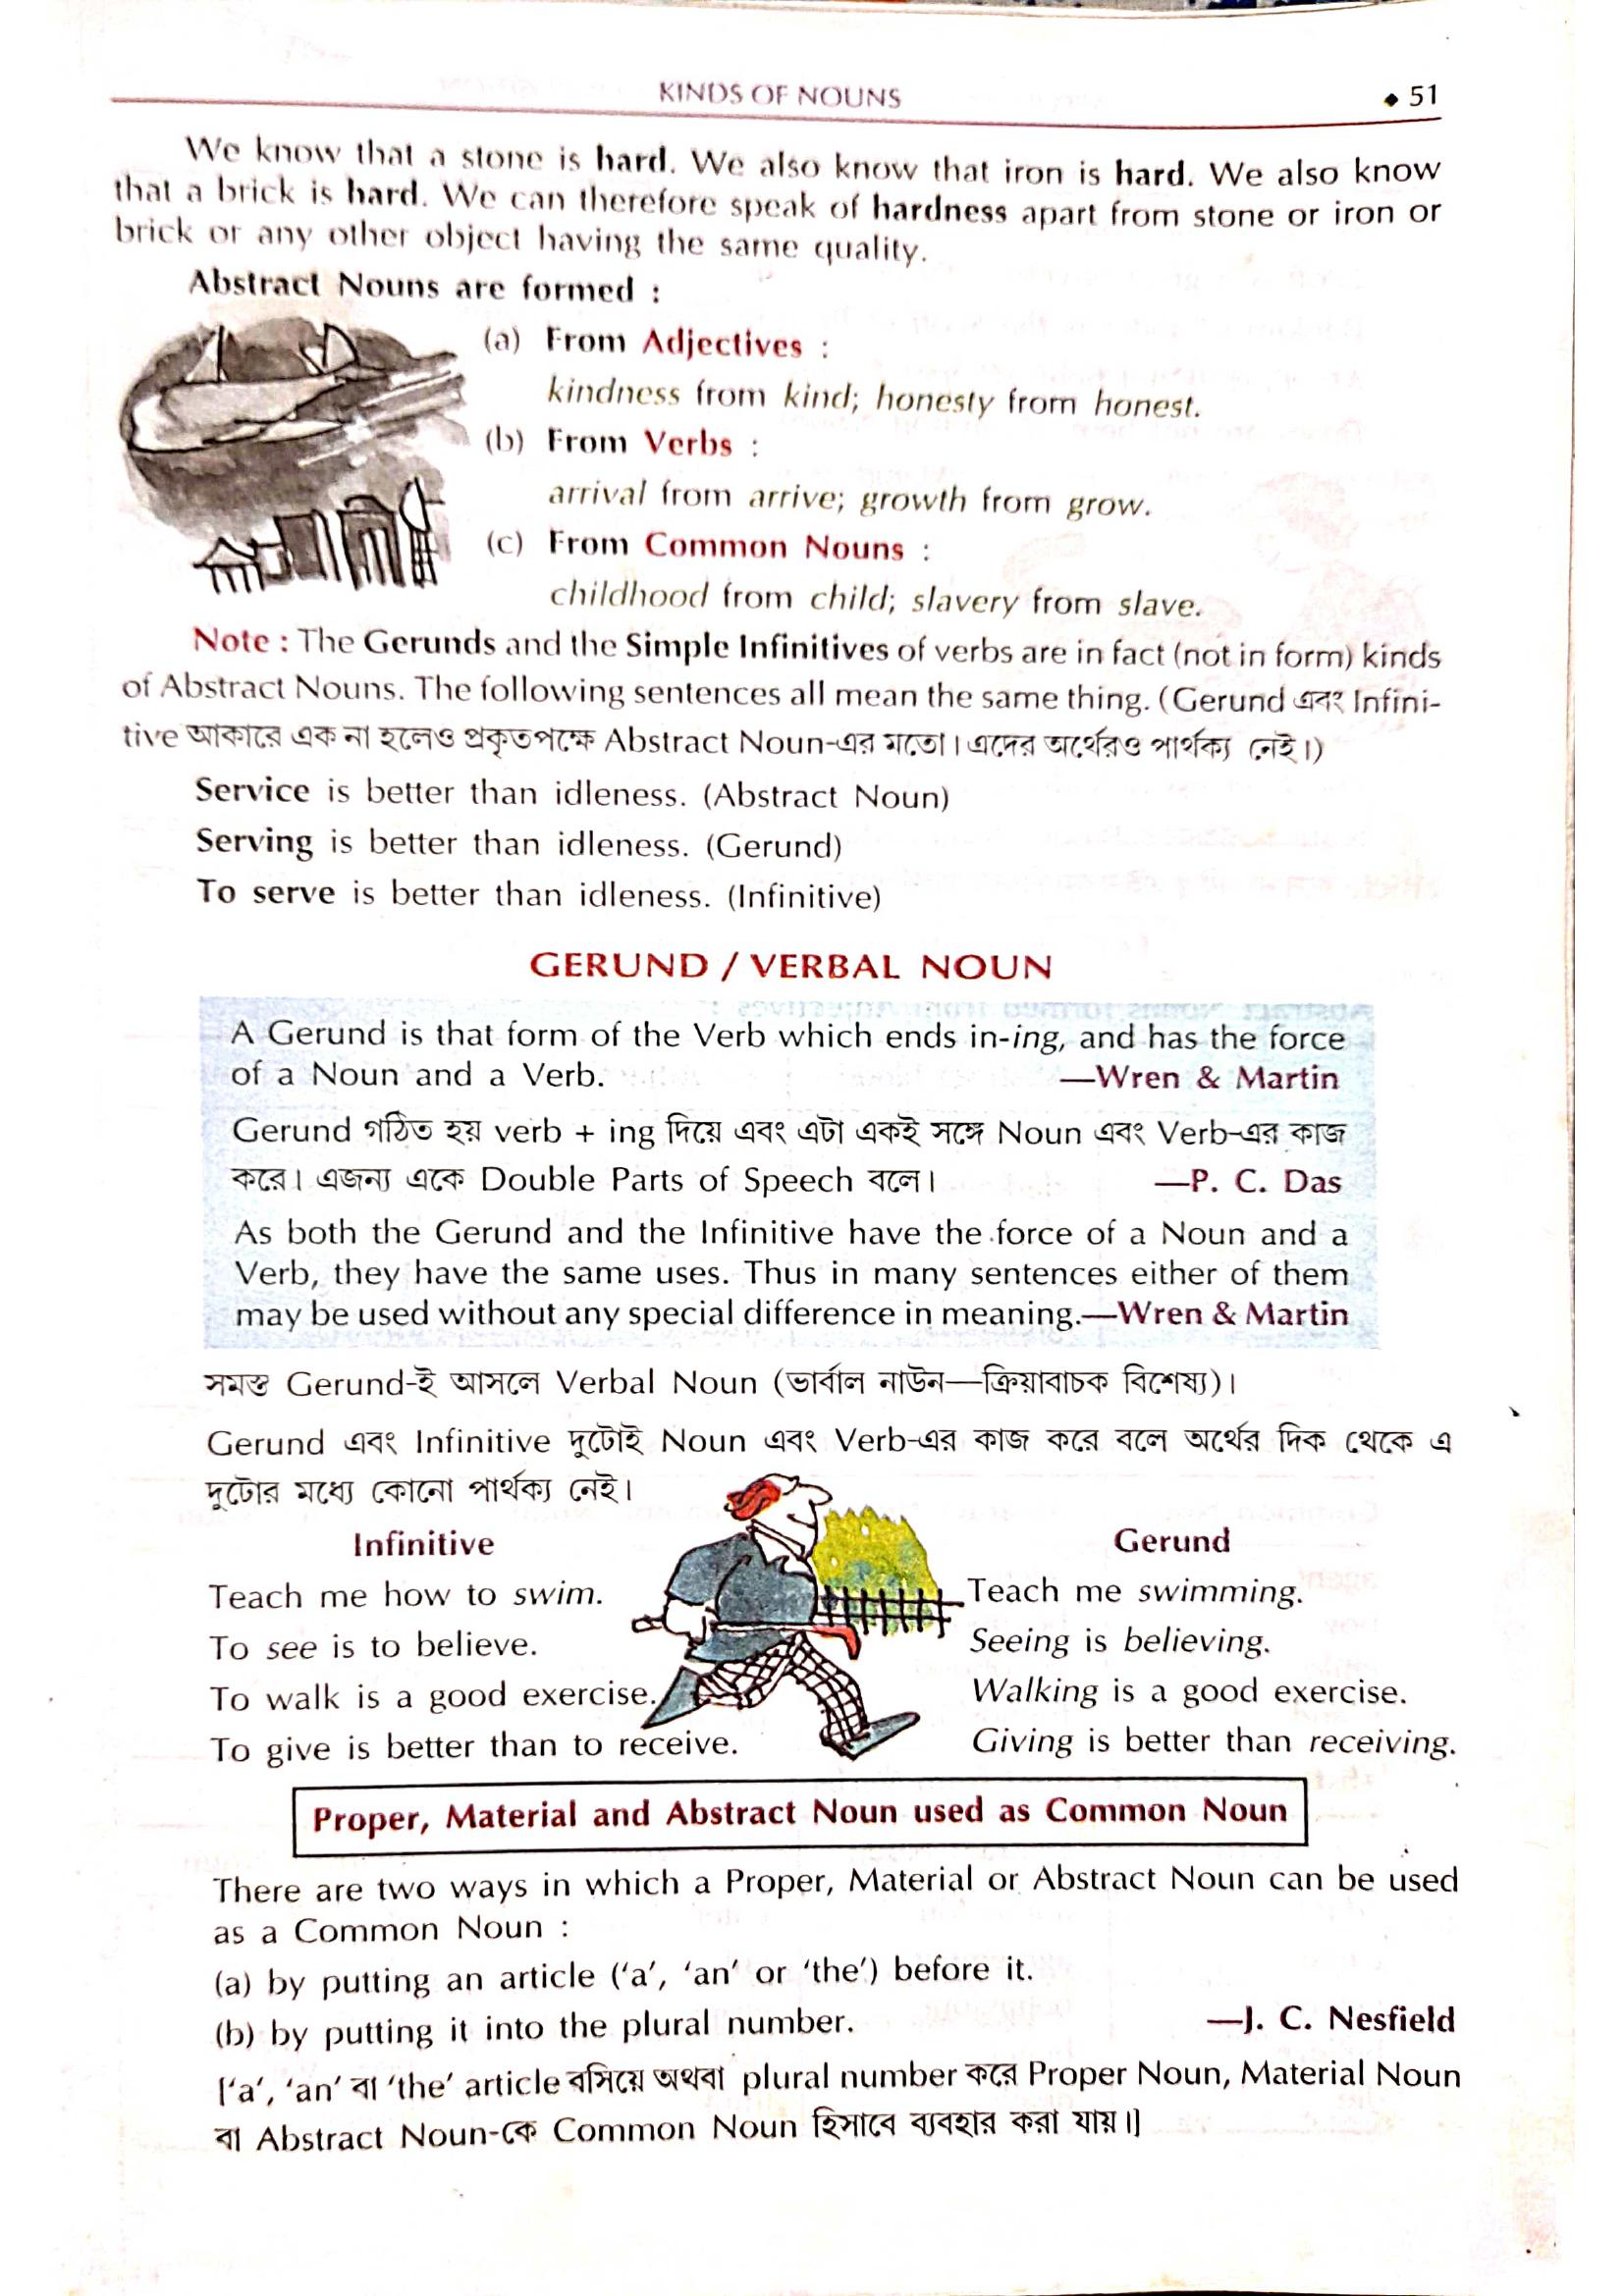 KINDS OF NOUNS ◆ 51
We know that a stone is hard. We also know that iron is hard. We also know
that a brick is hard. We can therefore speak of hardness apart from stone or iron or
brick or any other object having the same quality.
Abstract Nouns are formed :
(a) From Adjectives :
kindness from kind; honesty from honest.
(b) From Verbs :
arrival from arrive; growth from grow.
(c) From Common Nouns :
childhood from child; slavery from slave.
Note : The Gerunds and the Simple Infinitives of verbs are in fact (not in form) kinds
of Abstract Nouns. The following sentences all mean the same thing. (Gerund এবং Infini-
tive আকারে এক না হলেও প্রকৃতপক্ষে Abstract Noun-এর মতো। এদের অর্থেরও পার্থক্য নেই।)
Service is better than idleness. (Abstract Noun)
Serving is better than idleness. (Gerund)
To serve is better than idleness. (Infinitive)
GERUND / VERBAL NOUN
A Gerund is that form of the Verb which ends in-ing, and has the force
of a Noun and a Verb. —Wren & Martin
Gerund গঠিত হয় verb + ing দিয়ে এবং এটা একই সঙ্গে Noun এবং Verb-এর কাজ
করে। এজন্য একে Double Parts of Speech বলে। —P. C. Das
As both the Gerund and the Infinitive have the force of a Noun and a
Verb, they have the same uses. Thus in many sentences either of them
may be used without any special difference in meaning.—Wren & Martin
সমস্ত Gerund-ই আসলে Verbal Noun (ভার্বাল নাউন—ক্রিয়াবাচক বিশেষ্য)।
Gerund এবং Infinitive দুটোই Noun এবং Verb-এর কাজ করে বলে অর্থের দিক থেকে এ
দুটোর মধ্যে কোনো পার্থক্য নেই।
Infinitive Gerund
Teach me how to swim. Teach me swimming.
To see is to believe. Seeing is believing.
To walk is a good exercise. Walking is a good exercise.
To give is better than to receive. Giving is better than receiving.
Proper, Material and Abstract Noun used as Common Noun
There are two ways in which a Proper, Material or Abstract Noun can be used
as a Common Noun :
(a) by putting an article (‘a’, ‘an’ or ‘the’) before it.
(b) by putting it into the plural number. —J. C. Nesfield
[‘a’, ‘an’ বা ‘the’ article বসিয়ে অথবা plural number করে Proper Noun, Material Noun
বা Abstract Noun-কে Common Noun হিসাবে ব্যবহার করা যায়।]